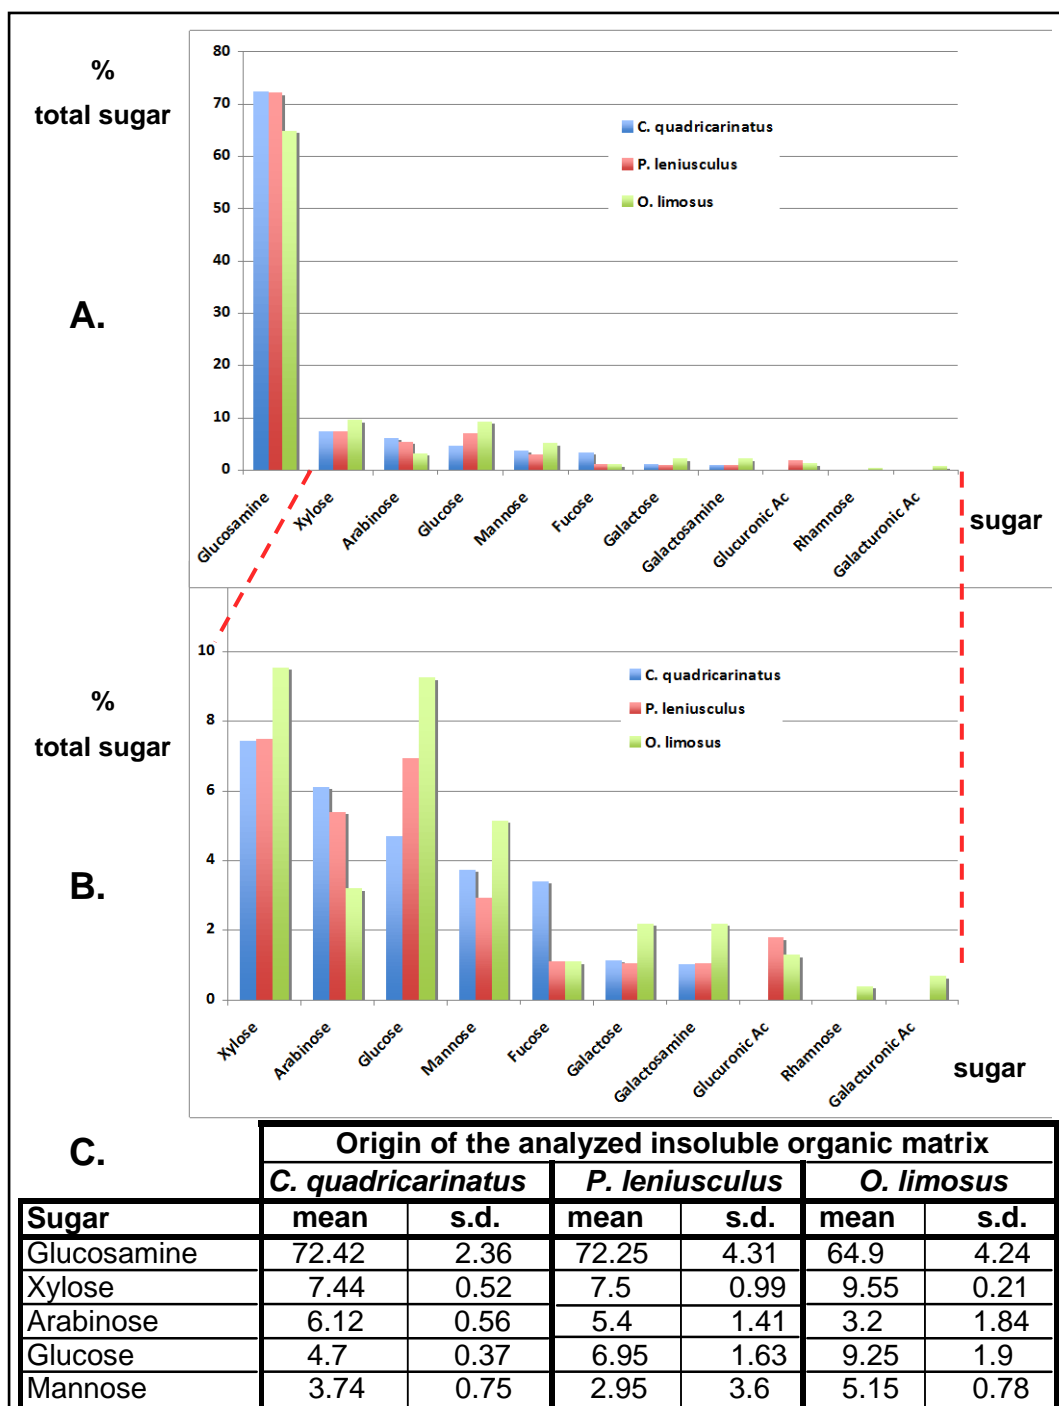 80
70
60
50
40
30
20
10
0
%
total sugar
C. quadricarinatus
P. leniusculus
O. limosus
A.
Glucosamine
Xylose
Arabinose
Glucose
Mannose
Fucose
Galactose
Galactosamine
Glucuronic Ac
Rhamnose
Galacturonic Ac
sugar
10
8
6
4
2
0
%
total sugar
C. quadricarinatus
P. leniusculus
O. limosus
B.
Xylose
Arabinose
Glucose
Mannose
Fucose
Galactose
Galactosamine
Glucuronic Ac
Rhamnose
Galacturonic Ac
sugar
C.
Origin of the analyzed insoluble organic matrix
C. quadricarinatus P. leniusculus O. limosus
Sugar mean s.d. mean s.d. mean s.d.
Glucosamine 72.42 2.36 72.25 4.31 64.9 4.24
Xylose 7.44 0.52 7.5 0.99 9.55 0.21
Arabinose 6.12 0.56 5.4 1.41 3.2 1.84
Glucose 4.7 0.37 6.95 1.63 9.25 1.9
Mannose 3.74 0.75 2.95 3.6 5.15 0.78